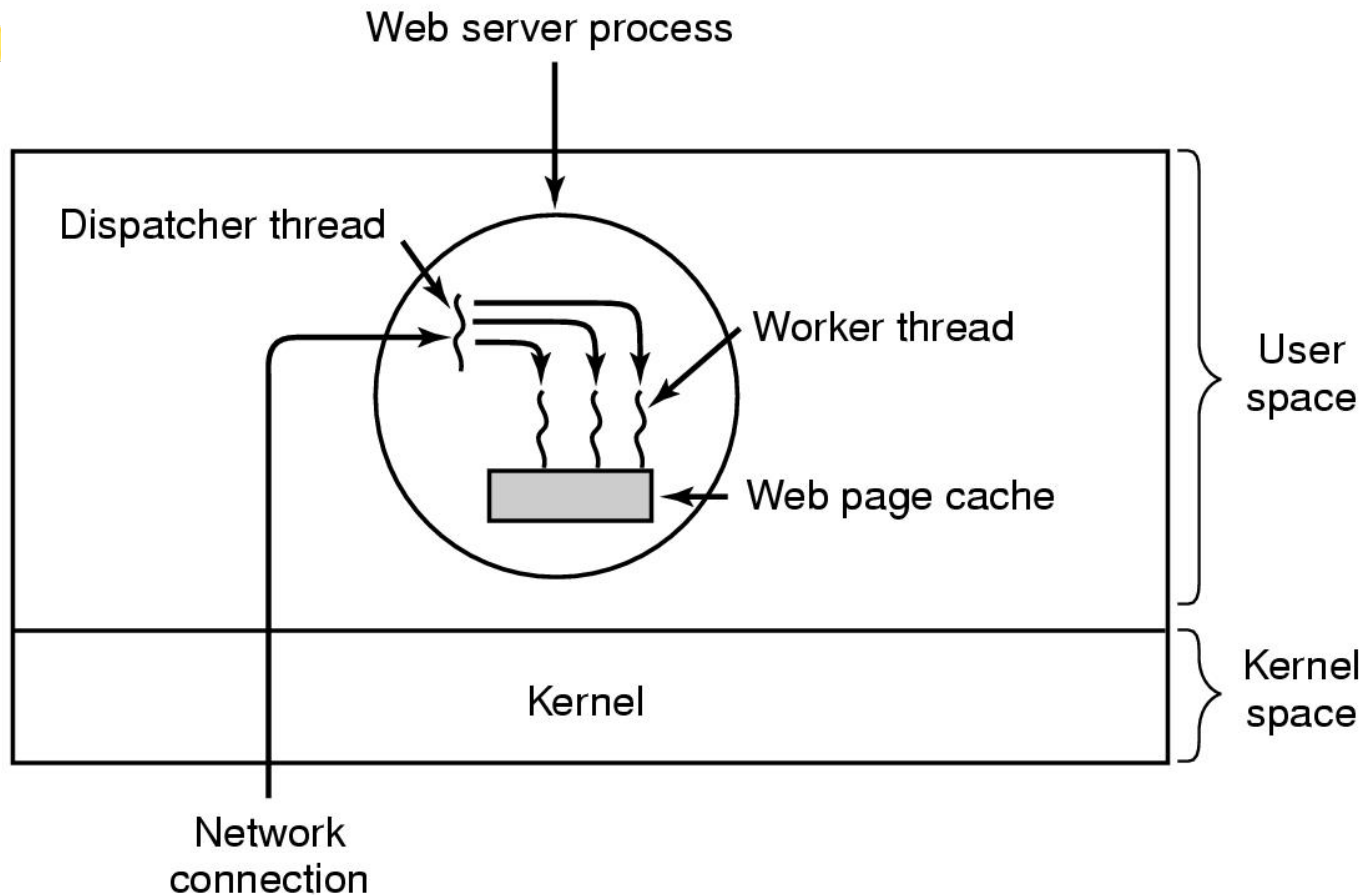 Web server process
Dispatcher thread
Worker thread
User
space
Web page cache
Kernel
Kernel
space
Network
connection